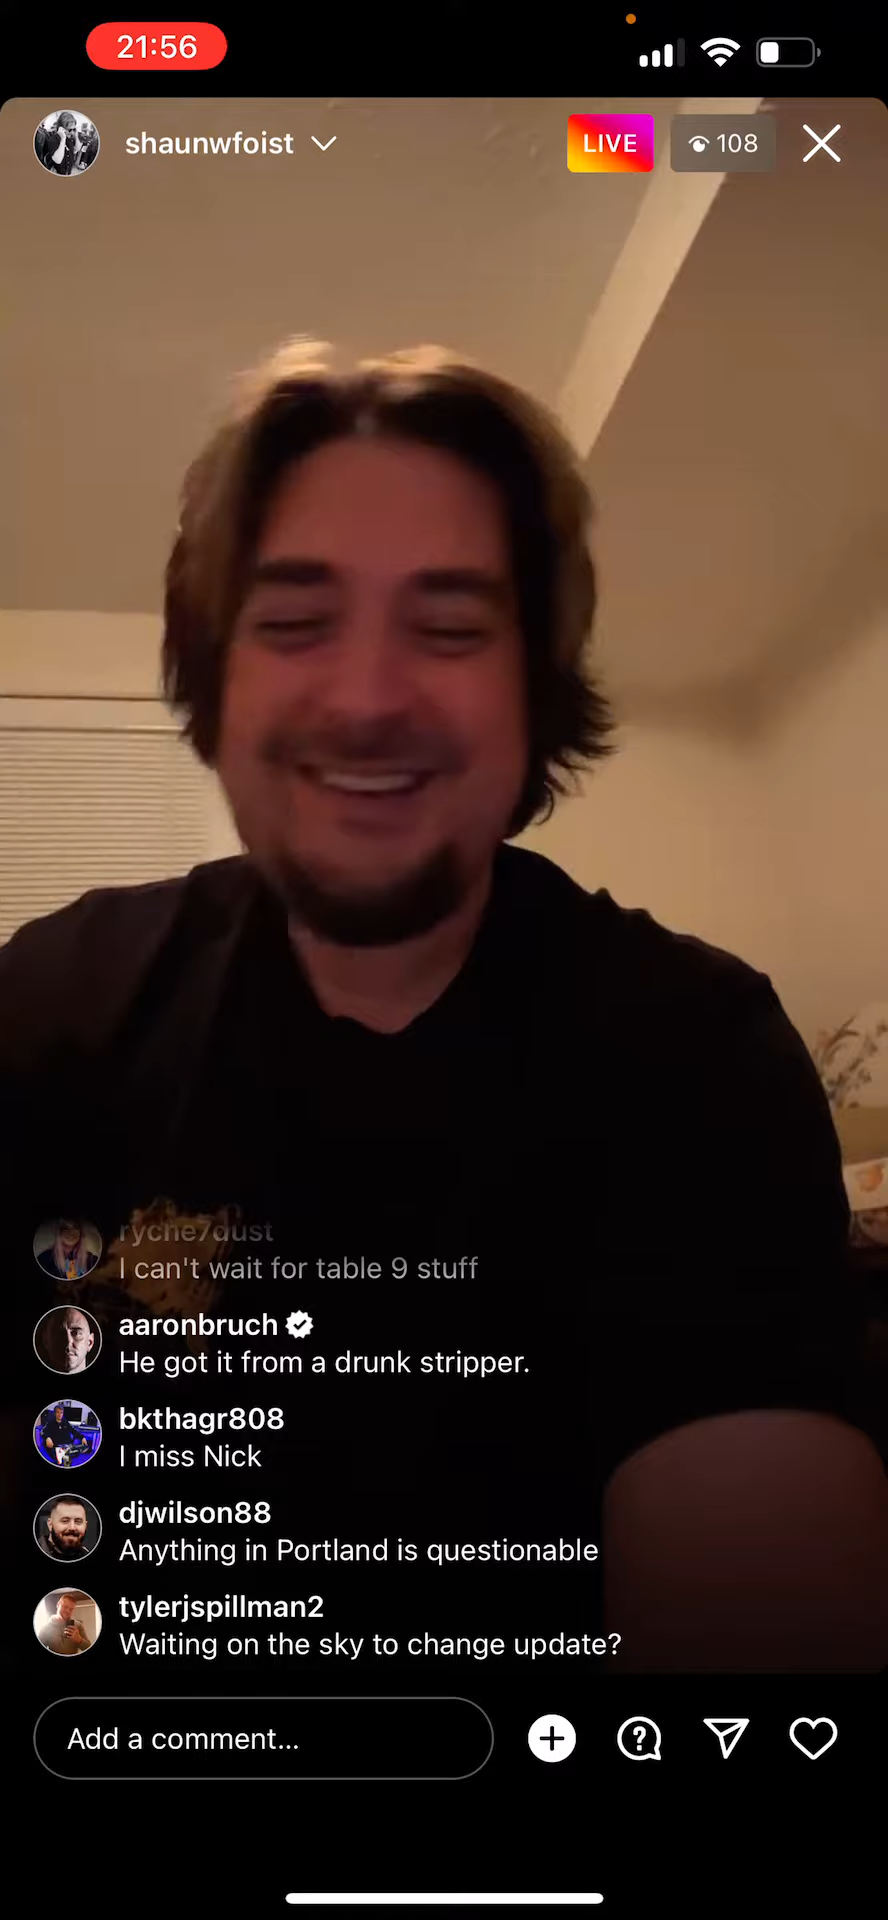 21:56
shaunwfoist
LIVE
108
ryche7dust
I can't wait for table 9 stuff
aaronbruch
He got it from a drunk stripper.
bkthagr808
I miss Nick
djwilson88
Anything in Portland is questionable
tylerjspillman2
Waiting on the sky to change update?
Add a comment...